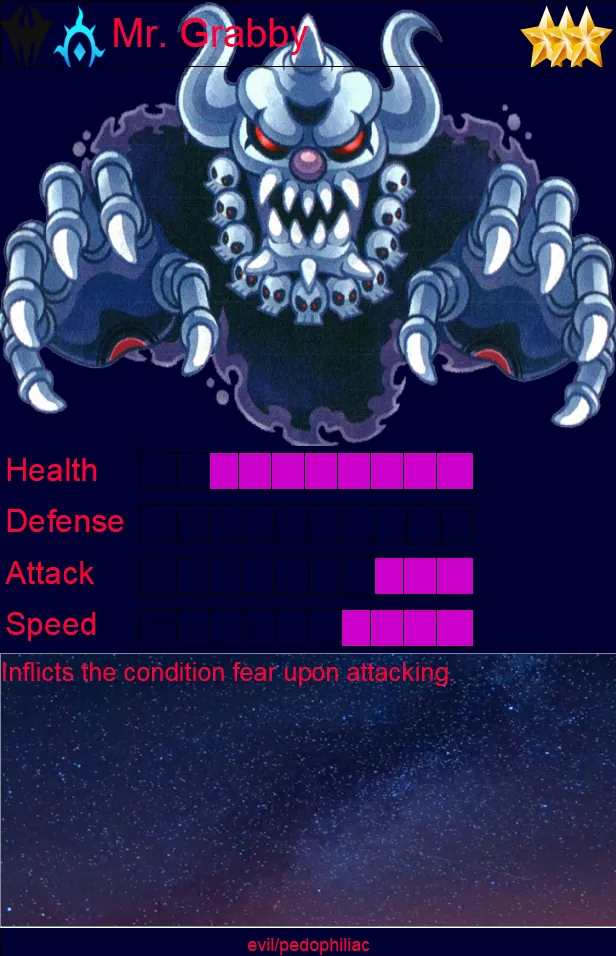 Mr. Grabby
Health
Defense
Attack
Speed
Inflicts the condition fear upon attacking.
evil/pedophiliac